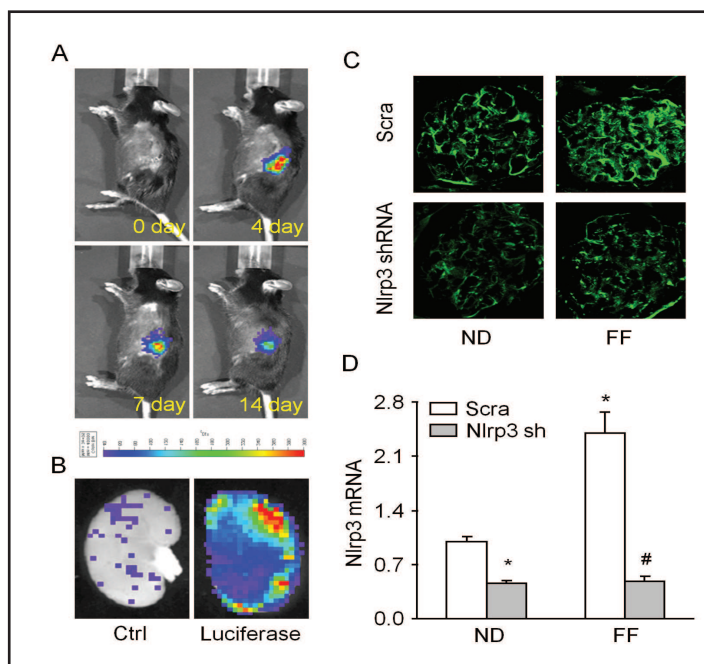 A
0 day
4 day
7 day
14 day
B
Ctrl
Luciferase
C
Scra
Nlrp3 shRNA
ND
FF
D
Nlrp3 mRNA
2.8
2.1
1.4
0.7
0.0
Scra
Nlrp3 sh
*
*
#
ND
FF